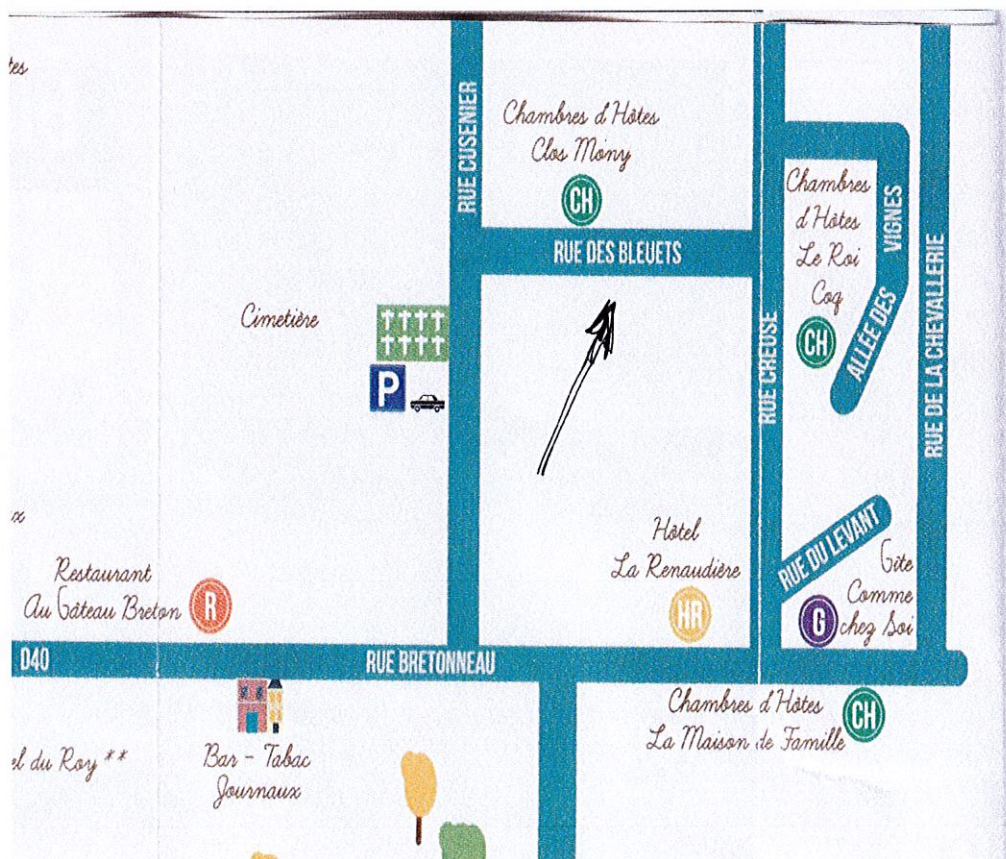 RUE CUSENIER
Chambres d'Hôtes
Clos Mony
CH
RUE DES BLEUETS
Chambres
d'Hôtes
Le Roi
Coq
CH
ALLÉE DES VIGNES
RUE DE LA CHEVALLERIE
RUE CREUSE
Cimetière
P
Hôtel
La Renaudière
HR
RUE DU LEVANT
Gîte
Comme
chez Soi
G
Restaurant
Au Gâteau Breton
R
D40
RUE BRETONNEAU
Chambres d'Hôtes
La Maison de Famille
CH
el du Roy **
Bar - Tabac
Journaux